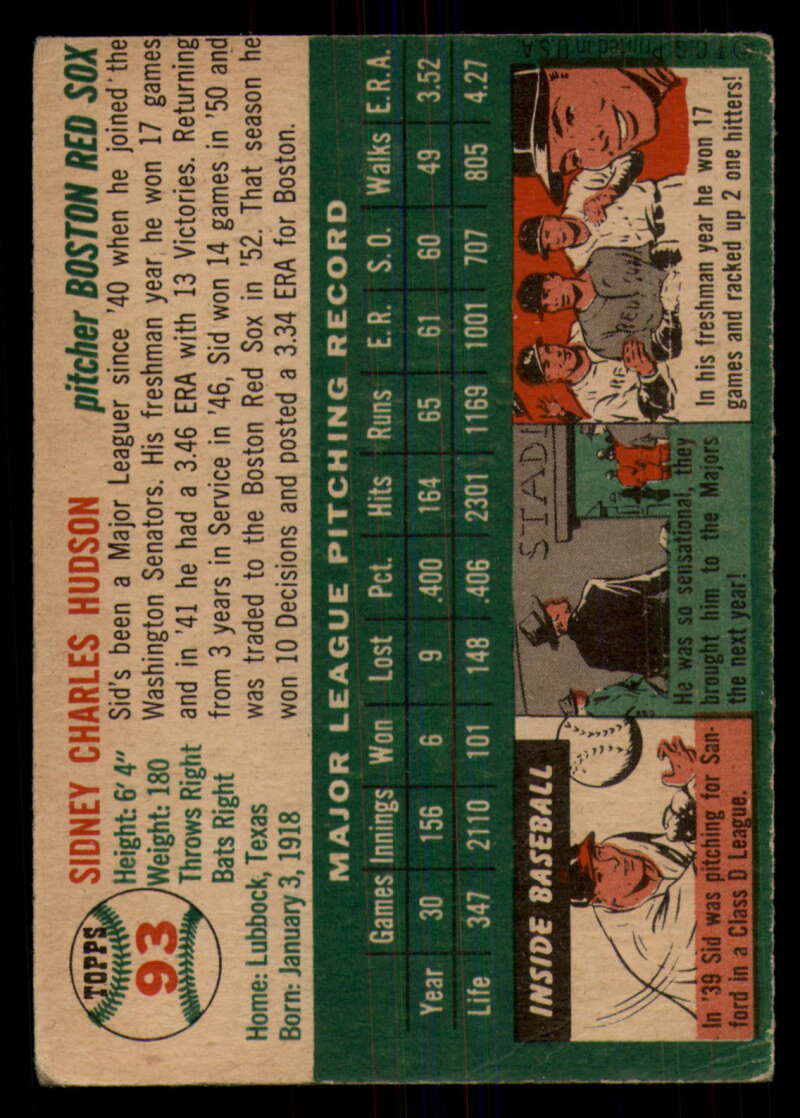 TOPPS
93
SIDNEY CHARLES HUDSON pitcher BOSTON RED SOX
Height: 6' 4"
Weight: 180
Throws Right
Bats Right
Home: Lubbock, Texas
Born: January 3, 1918
Sid's been a Major Leaguer since '40 when he joined the
Washington Senators. His freshman year, he won 17 games
and in '41 he had a 3.46 ERA with 13 Victories. Returning
from 3 years in Service in '46, Sid won 14 games in '50 and
was traded to the Boston Red Sox in '52. That season he
won 10 Decisions and posted a 3.34 ERA for Boston.
MAJOR LEAGUE PITCHING RECORD
Games Innings Won Lost Pct. Hits Runs E.R. S.O. Walks E.R.A.
Year 30 156 6 9 .400 164 65 61 60 49 3.52
Life 347 2110 101 148 .406 2301 1169 1001 707 805 4.27
INSIDE BASEBALL
In '39 Sid was pitching for San-
ford in a Class D League.
STADI
He was so sensational, they
brought him to the Majors
the next year!
In his freshman year he won 17
games and racked up 2 one hitters!
© T.C.G. Printed in U.S.A.